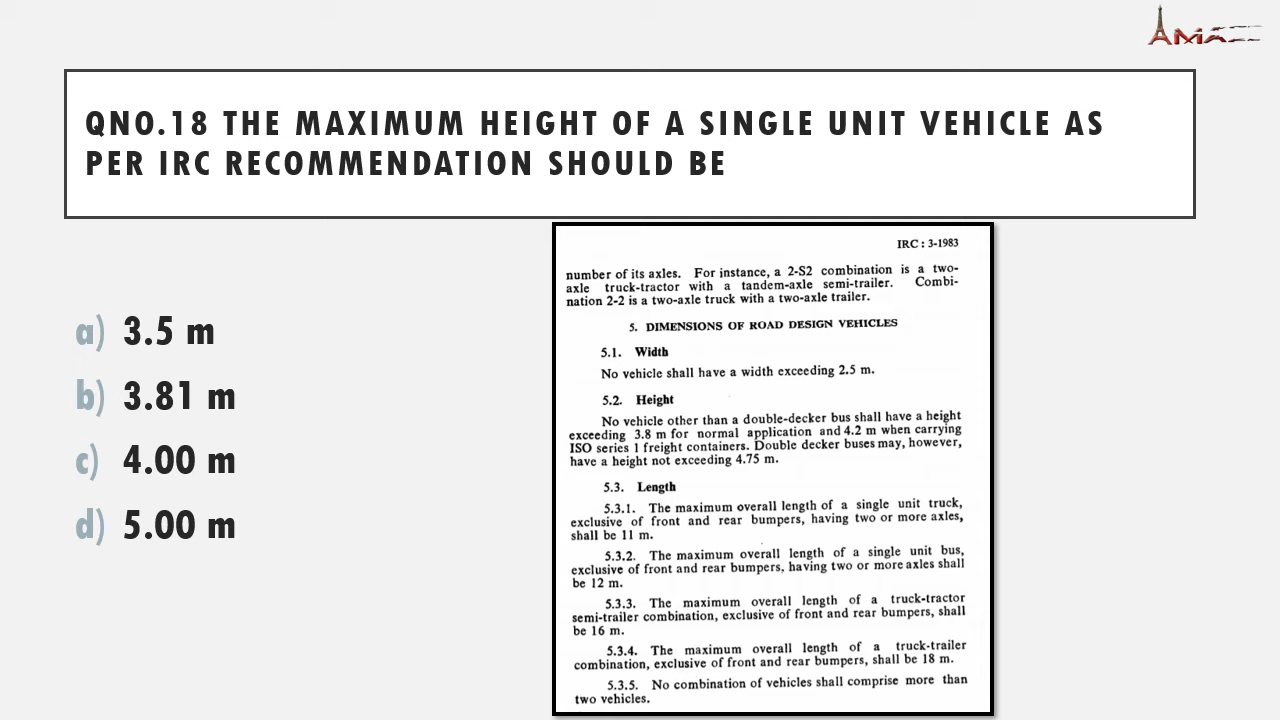 AMA
QNO.18 THE MAXIMUM HEIGHT OF A SINGLE UNIT VEHICLE AS
PER IRC RECOMMENDATION SHOULD BE
a) 3.5 m
b) 3.81 m
c) 4.00 m
d) 5.00 m
IRC : 3-1983
number of its axles. For instance, a 2-S2 combination is a two-
axle truck-tractor with a tandem-axle semi-trailer. Combi-
nation 2-2 is a two-axle truck with a two-axle trailer.
5. DIMENSIONS OF ROAD DESIGN VEHICLES
5.1. Width
No vehicle shall have a width exceeding 2.5 m.
5.2. Height
No vehicle other than a double-decker bus shall have a height
exceeding 3.8 m for normal application and 4.2 m when carrying
ISO series 1 freight containers. Double decker buses may, however,
have a height not exceeding 4.75 m.
5.3. Length
5.3.1. The maximum overall length of a single unit truck,
exclusive of front and rear bumpers, having two or more axles,
shall be 11 m.
5.3.2. The maximum overall length of a single unit bus,
exclusive of front and rear bumpers, having two or more axles shall
be 12 m.
5.3.3. The maximum overall length of a truck-tractor
semi-trailer combination, exclusive of front and rear bumpers, shall
be 16 m.
5.3.4. The maximum overall length of a truck-trailer
combination, exclusive of front and rear bumpers, shall be 18 m.
5.3.5. No combination of vehicles shall comprise more than
two vehicles.